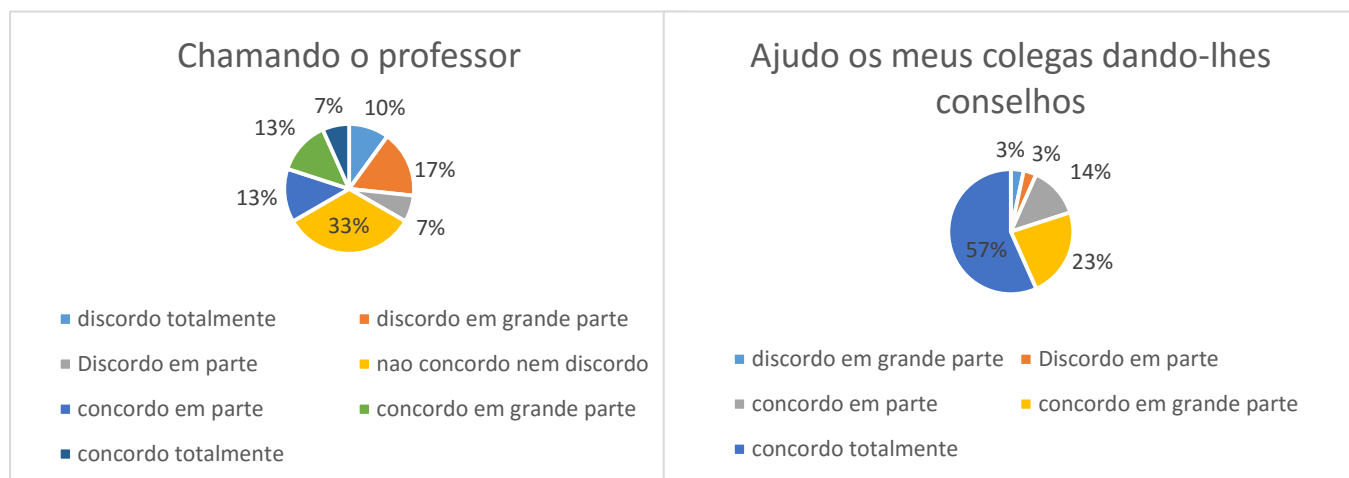 Chamando o professor
7%
10%
13%
17%
13%
33%
7%
discordo totalmente
discordo em grande parte
Discordo em parte
nao concordo nem discordo
concordo em parte
concordo em grande parte
concordo totalmente
Ajudo os meus colegas dando-lhes
conselhos
3%
3%
14%
57%
23%
discordo em grande parte
Discordo em parte
concordo em parte
concordo em grande parte
concordo totalmente